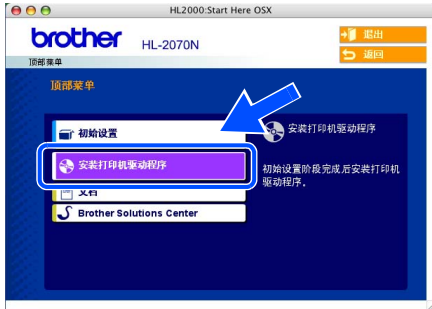 HL2000:Start Here OSX
brother
HL-2070N
退出
返回
顶部菜单
顶部菜单
初始设置
安装打印机驱动程序
文档
Brother Solutions Center
安装打印机驱动程序
初始设置阶段完成后安装打印机
驱动程序。